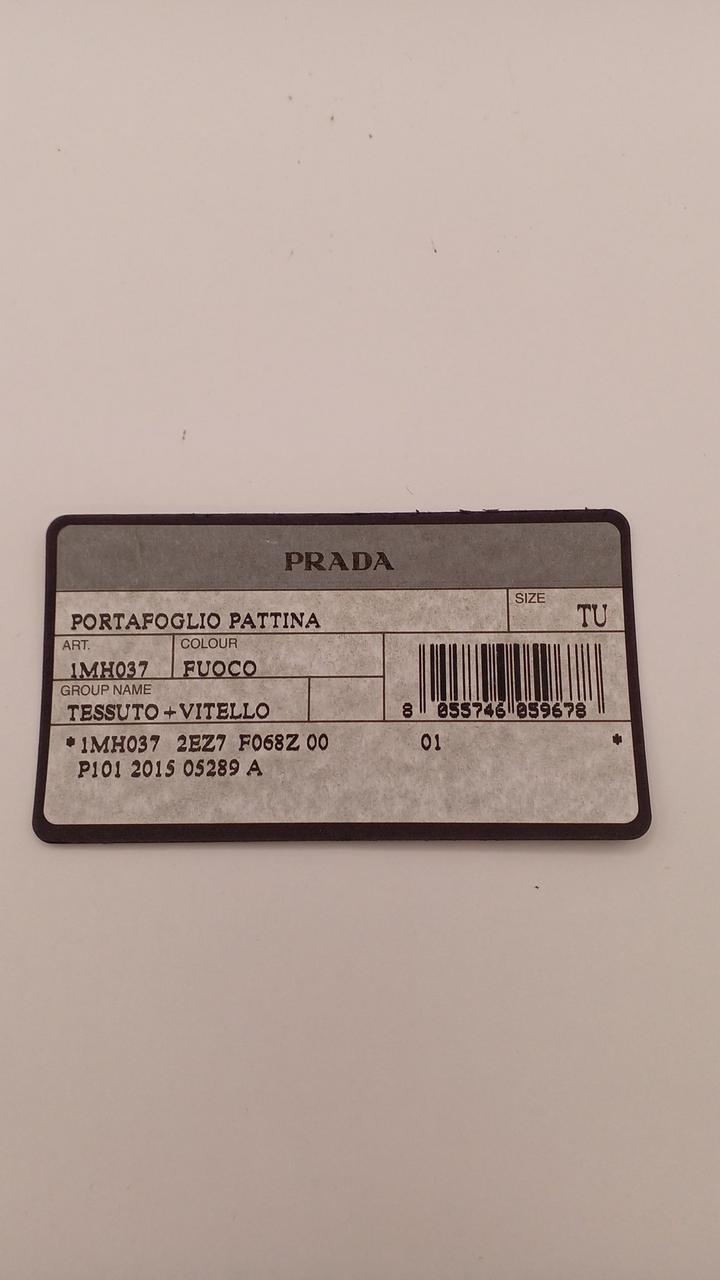 PRADA
PORTAFOGLIO PATTINA
SIZE
TU
ART.
1MH037
COLOUR
FUOCO
GROUP NAME
TESSUTO+VITELLO
8 055746 059678
*1MH037 2EZ7 F068Z 00 01 *
P101 2015 05289 A